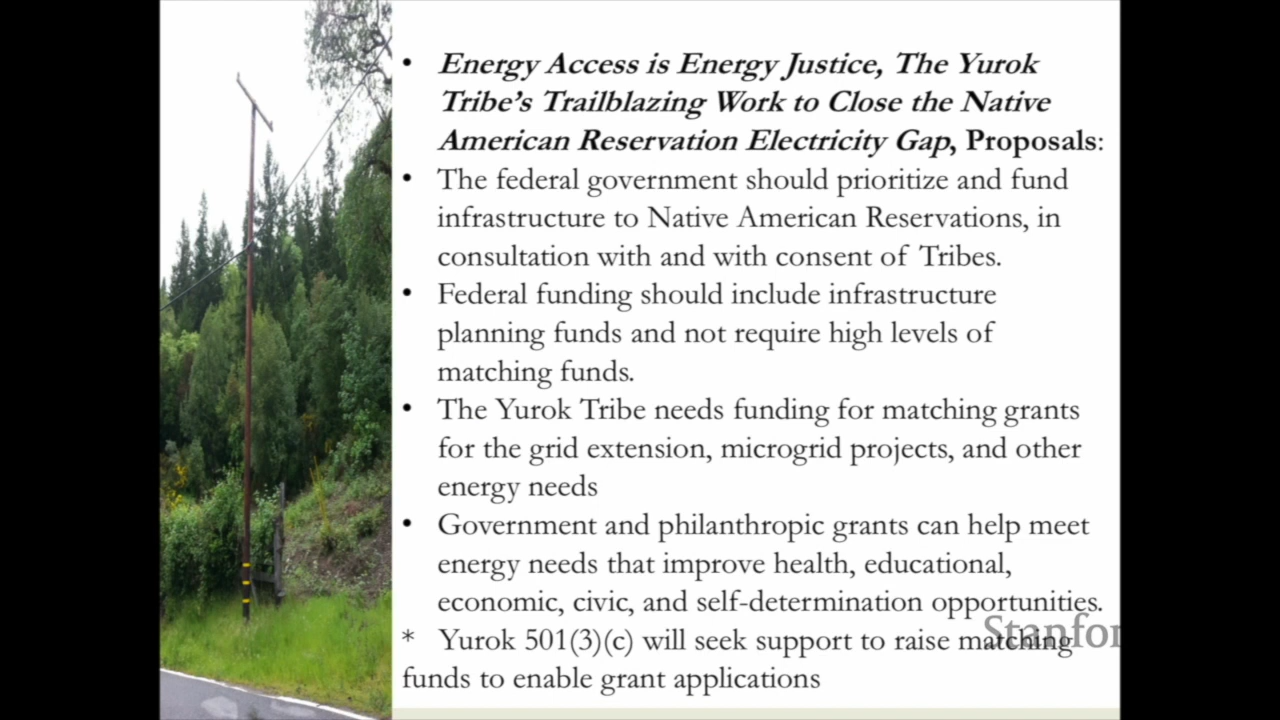 • Energy Access is Energy Justice, The Yurok
Tribe's Trailblazing Work to Close the Native
American Reservation Electricity Gap, Proposals:
• The federal government should prioritize and fund
infrastructure to Native American Reservations, in
consultation with and with consent of Tribes.
• Federal funding should include infrastructure
planning funds and not require high levels of
matching funds.
• The Yurok Tribe needs funding for matching grants
for the grid extension, microgrid projects, and other
energy needs
• Government and philanthropic grants can help meet
energy needs that improve health, educational,
economic, civic, and self-determination opportunities.
* Yurok 501(3)(c) will seek support to raise matching
funds to enable grant applications
Stanfor